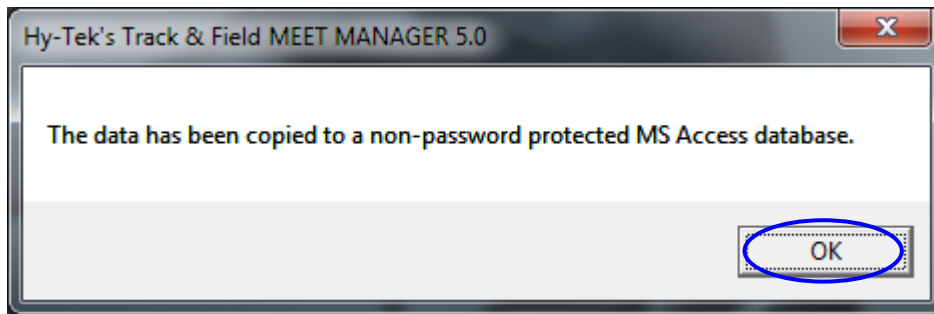 Hy-Tek's Track & Field MEET MANAGER 5.0
The data has been copied to a non-password protected MS Access database.
OK